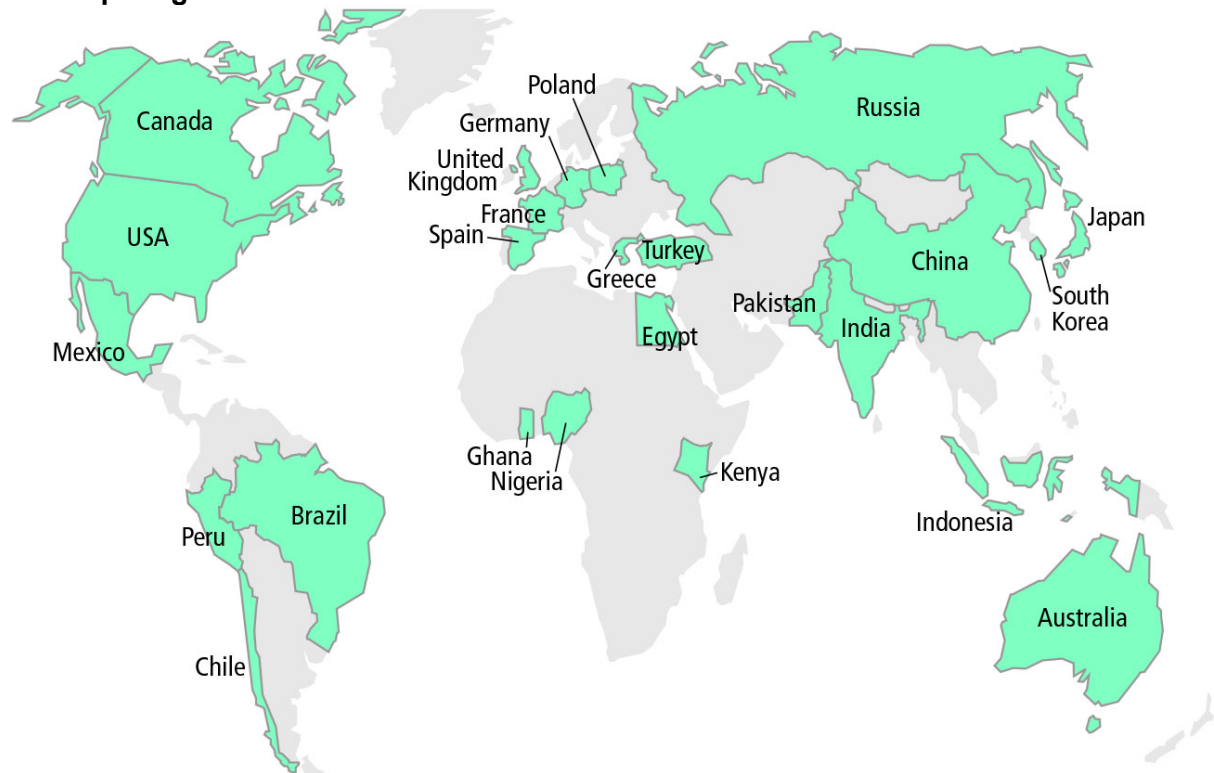 Poland
Canada
Russia
Germany
United
Kingdom
France
Spain
USA
Japan
Turkey
Greece
China
Pakistan
South
Korea
India
Egypt
Mexico
Ghana
Nigeria
Kenya
Brazil
Indonesia
Peru
Australia
Chile